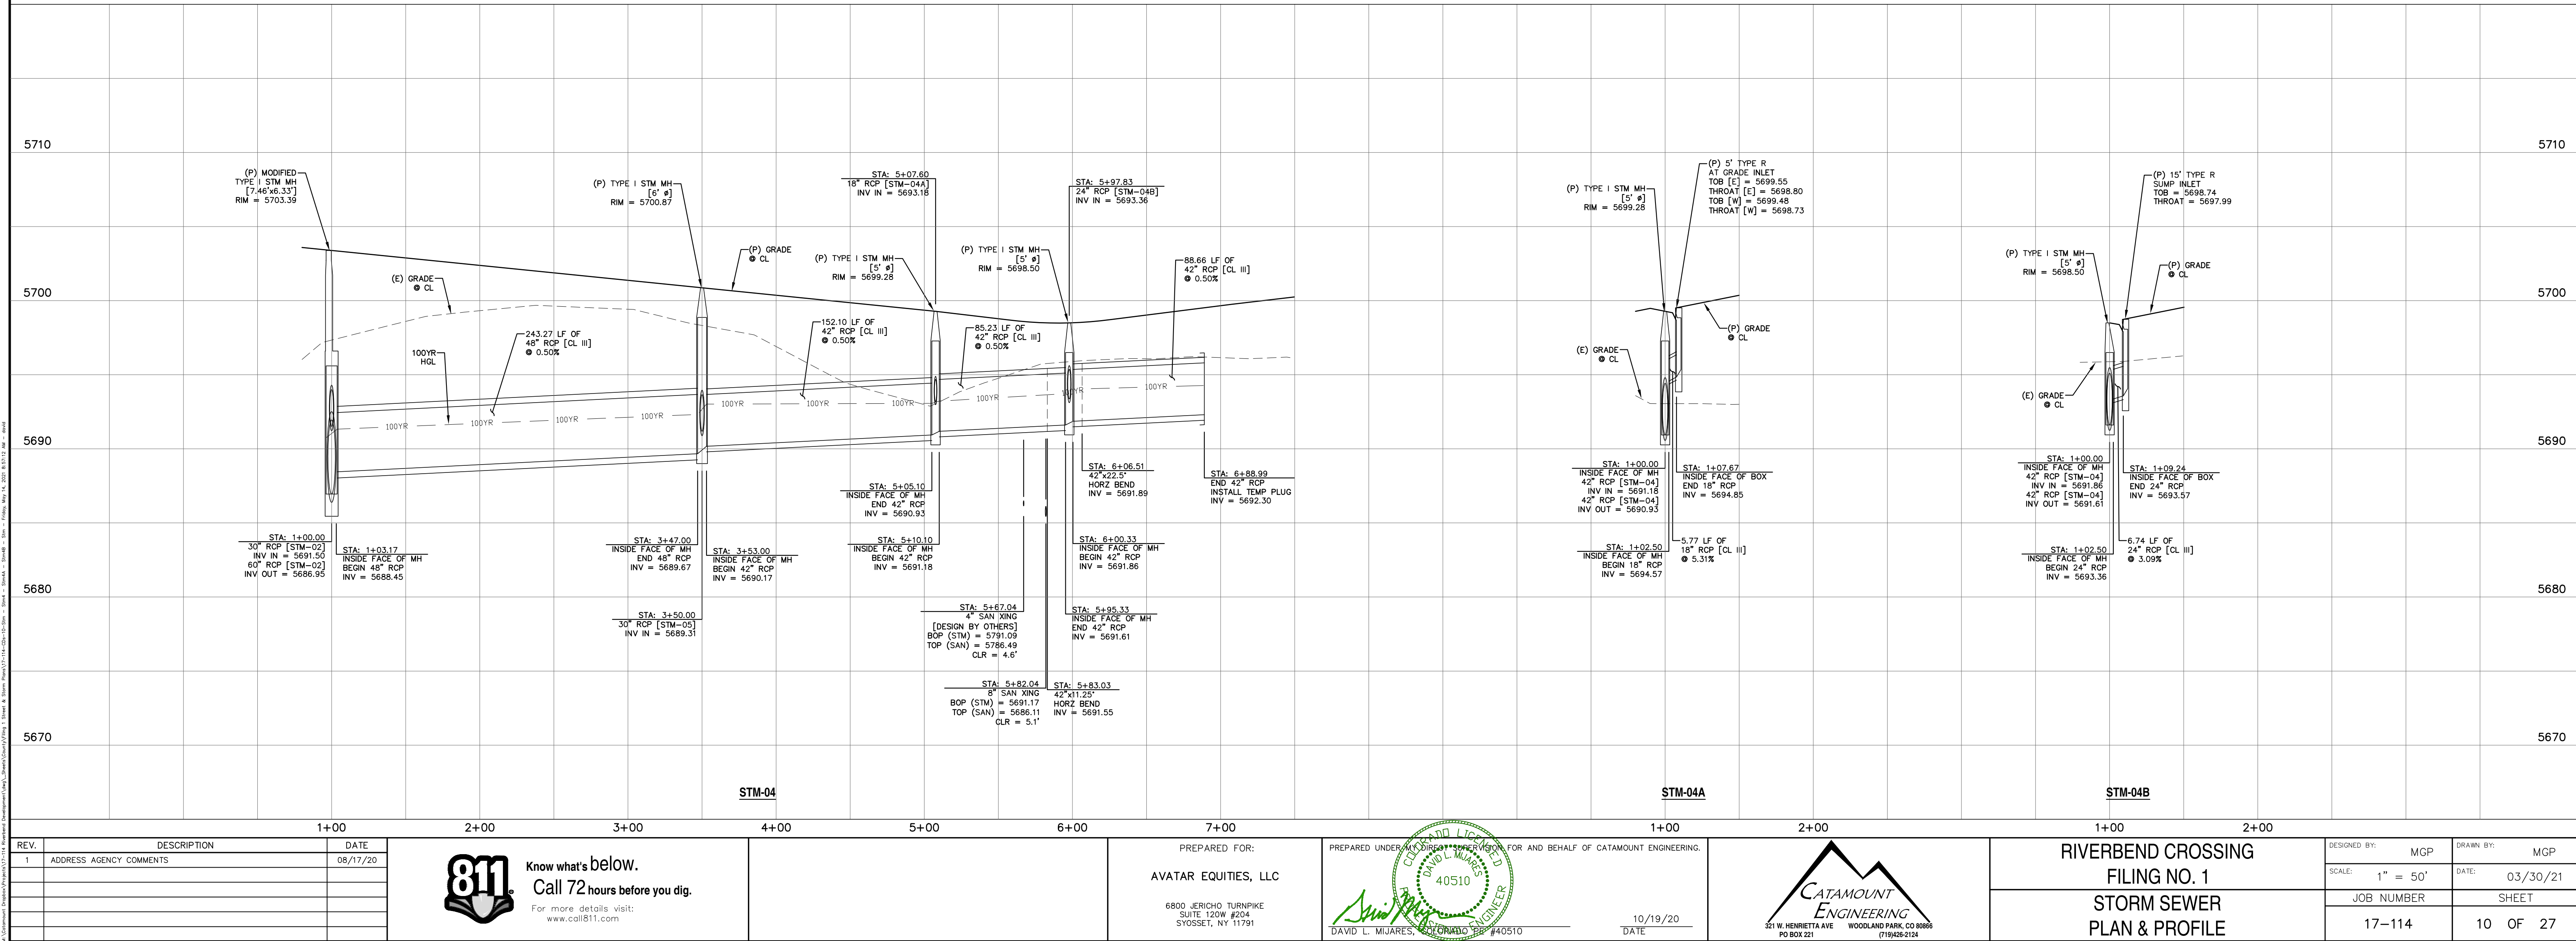 5710
5700
5690
5680
5670
5710
5700
5690
5680
5670
(P) MODIFIED
TYPE I STM MH
[7.46'x6.33']
RIM = 5703.39
(E) GRADE
@ CL
100YR
HGL
243.27 LF OF
48" RCP [CL III]
@ 0.50%
(P) TYPE I STM MH
[6' ø]
RIM = 5700.87
(P) GRADE
@ CL
152.10 LF OF
42" RCP [CL III]
@ 0.50%
STA: 5+07.60
18" RCP [STM-04A]
INV IN = 5693.18
(P) TYPE I STM MH
[5' ø]
RIM = 5699.28
85.23 LF OF
42" RCP [CL III]
@ 0.50%
(P) TYPE I STM MH
[5' ø]
RIM = 5698.50
STA: 5+97.83
24" RCP [STM-04B]
INV IN = 5693.36
88.66 LF OF
42" RCP [CL III]
@ 0.50%
100YR
100YR
100YR
100YR
100YR
100YR
100YR
100YR
100YR
100YR
STA: 1+00.00
30" RCP [STM-02]
INV IN = 5691.50
60" RCP [STM-02]
INV OUT = 5686.95
STA: 1+03.17
INSIDE FACE OF MH
BEGIN 48" RCP
INV = 5688.45
STA: 3+47.00
INSIDE FACE OF MH
END 48" RCP
INV = 5689.67
STA: 3+53.00
INSIDE FACE OF MH
BEGIN 42" RCP
INV = 5690.17
STA: 3+50.00
30" RCP [STM-05]
INV IN = 5689.31
STA: 5+05.10
INSIDE FACE OF MH
END 42" RCP
INV = 5690.93
STA: 5+10.10
INSIDE FACE OF MH
BEGIN 42" RCP
INV = 5691.18
STA: 5+67.04
4" SAN XING
[DESIGN BY OTHERS]
BOP (STM) = 5791.09
TOP (SAN) = 5786.49
CLR = 4.6'
STA: 5+82.04
8" SAN XING
BOP (STM) = 5691.17
TOP (SAN) = 5686.11
CLR = 5.1'
STA: 5+83.03
42"x11.25°
HORZ BEND
INV = 5691.55
STA: 5+95.33
INSIDE FACE OF MH
END 42" RCP
INV = 5691.61
STA: 6+00.33
INSIDE FACE OF MH
BEGIN 42" RCP
INV = 5691.86
STA: 6+06.51
42"x22.5°
HORZ BEND
INV = 5691.89
STA: 6+88.99
END 42" RCP
INSTALL TEMP PLUG
INV = 5692.30
(P) TYPE I STM MH
[5' ø]
RIM = 5699.28
(P) 5' TYPE R
AT GRADE INLET
TOB [E] = 5699.55
THROAT [E] = 5698.80
TOB [W] = 5699.48
THROAT [W] = 5698.73
(P) GRADE
@ CL
(E) GRADE
@ CL
STA: 1+00.00
INSIDE FACE OF MH
42" RCP [STM-04]
INV IN = 5691.18
42" RCP [STM-04]
INV OUT = 5690.93
STA: 1+07.67
INSIDE FACE OF BOX
END 18" RCP
INV = 5694.85
STA: 1+02.50
INSIDE FACE OF MH
BEGIN 18" RCP
INV = 5694.57
5.77 LF OF
18" RCP [CL III]
@ 5.31%
(P) TYPE I STM MH
[5' ø]
RIM = 5698.50
(P) 15' TYPE R
SUMP INLET
TOB = 5698.74
THROAT = 5697.99
(P) GRADE
@ CL
(E) GRADE
@ CL
STA: 1+00.00
INSIDE FACE OF MH
42" RCP [STM-04]
INV IN = 5691.86
42" RCP [STM-04]
INV OUT = 5691.61
STA: 1+09.24
INSIDE FACE OF BOX
END 24" RCP
INV = 5693.57
STA: 1+02.50
INSIDE FACE OF MH
BEGIN 24" RCP
INV = 5693.36
6.74 LF OF
24" RCP [CL III]
@ 3.09%
STM-04
STM-04A
STM-04B
1+00 2+00 3+00 4+00 5+00 6+00 7+00 1+00 2+00 1+00 2+00
REV. DESCRIPTION DATE
1 ADDRESS AGENCY COMMENTS 08/17/20
811
Know what's below.
Call 72 hours before you dig.
For more details visit:
www.call811.com
PREPARED FOR:
AVATAR EQUITIES, LLC
6800 JERICHO TURNPIKE
SUITE 120W #204
SYOSSET, NY 11791
PREPARED UNDER MY DIRECT SUPERVISION FOR AND BEHALF OF CATAMOUNT ENGINEERING.
COLORADO LICENSED
DAVID L. MIJARES
40510
PROFESSIONAL ENGINEER
10/19/20
DAVID L. MIJARES, COLORADO PE #40510 DATE
CATAMOUNT
ENGINEERING
321 W. HENRIETTA AVE WOODLAND PARK, CO 80866
PO BOX 221 (719)426-2124
RIVERBEND CROSSING
FILING NO. 1
STORM SEWER
PLAN & PROFILE
DESIGNED BY: MGP
DRAWN BY: MGP
SCALE: 1" = 50'
DATE: 03/30/21
JOB NUMBER
17-114
SHEET
10 OF 27